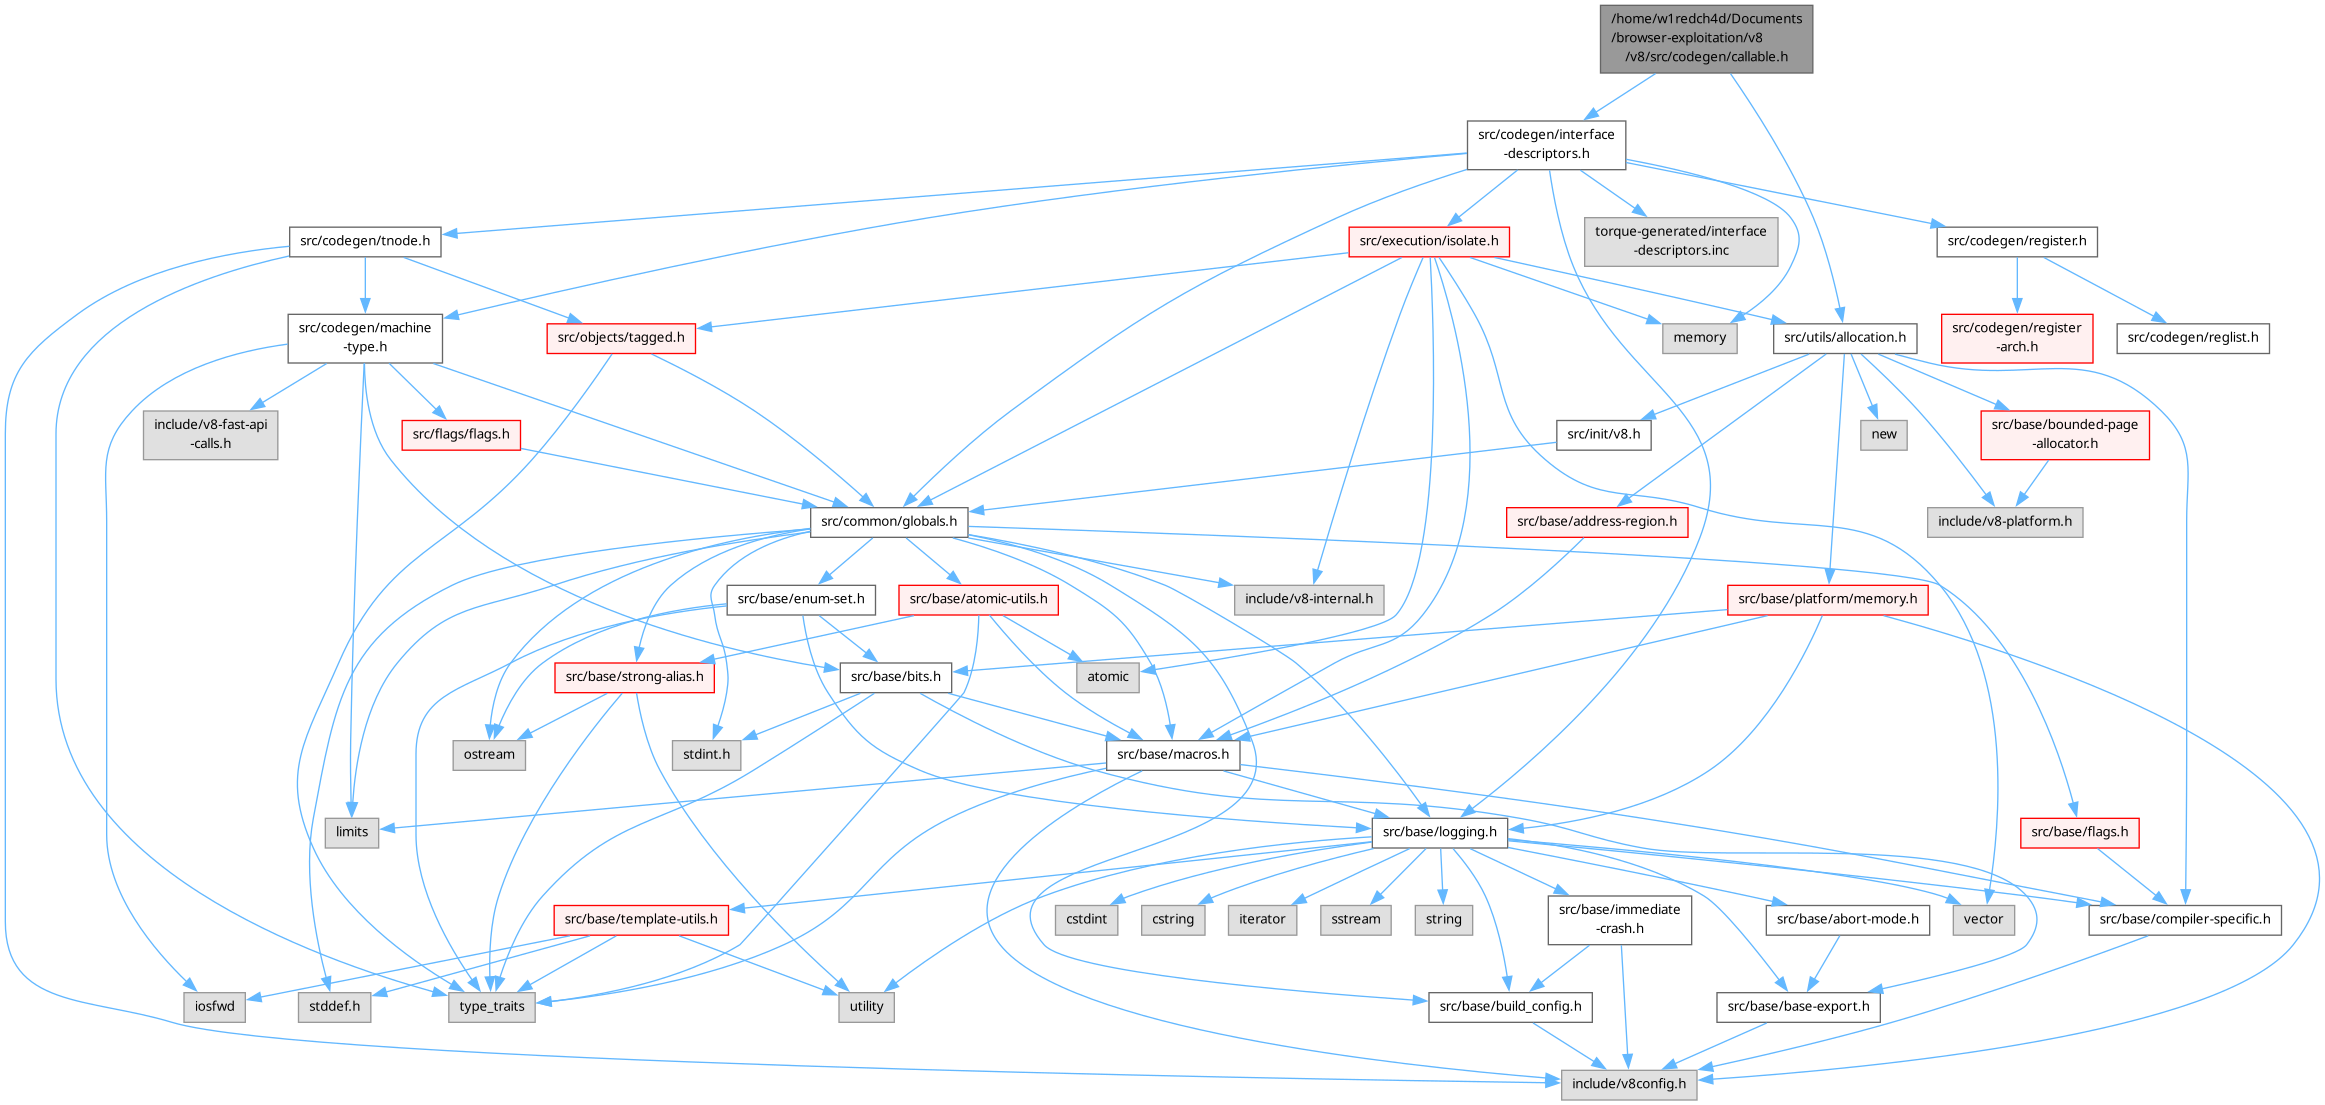 /home/w1redch4d/Documents
/browser-exploitation/v8
/v8/src/codegen/callable.h
src/codegen/interface
-descriptors.h
src/codegen/tnode.h
src/execution/isolate.h
torque-generated/interface
-descriptors.inc
src/codegen/register.h
src/codegen/machine
-type.h
src/objects/tagged.h
memory
src/utils/allocation.h
src/codegen/register
-arch.h
src/codegen/reglist.h
include/v8-fast-api
-calls.h
src/flags/flags.h
src/init/v8.h
new
src/base/bounded-page
-allocator.h
src/common/globals.h
src/base/address-region.h
include/v8-platform.h
src/base/enum-set.h
src/base/atomic-utils.h
include/v8-internal.h
src/base/platform/memory.h
src/base/strong-alias.h
src/base/bits.h
atomic
ostream
stdint.h
src/base/macros.h
limits
src/base/logging.h
src/base/flags.h
src/base/template-utils.h
cstdint
cstring
iterator
sstream
string
src/base/immediate
-crash.h
src/base/abort-mode.h
vector
src/base/compiler-specific.h
iosfwd
stddef.h
type_traits
utility
src/base/build_config.h
src/base/base-export.h
include/v8config.h